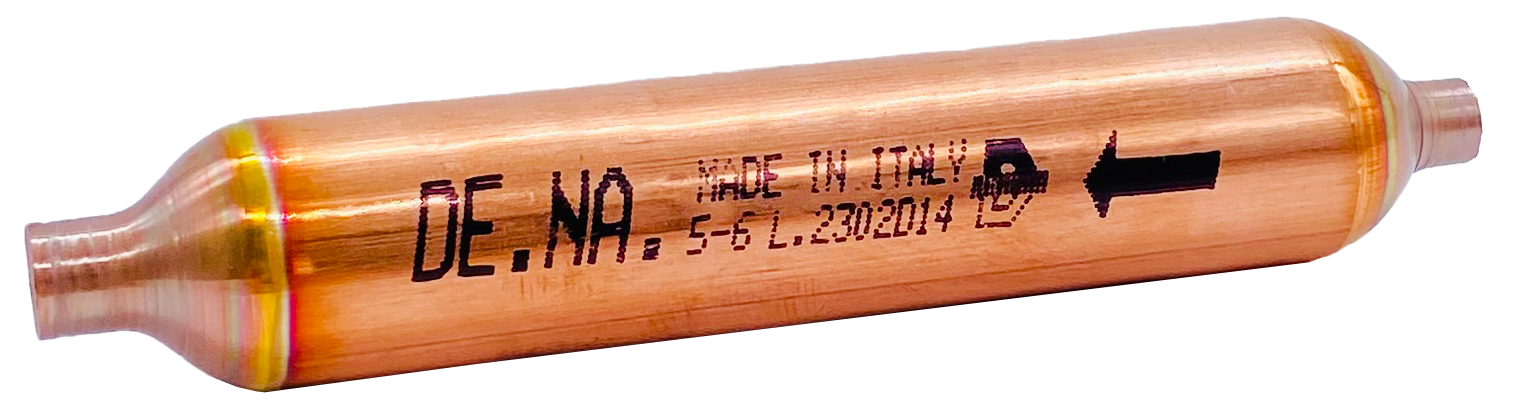 DE.NA.
MADE IN ITALY
5-6 L.2302014